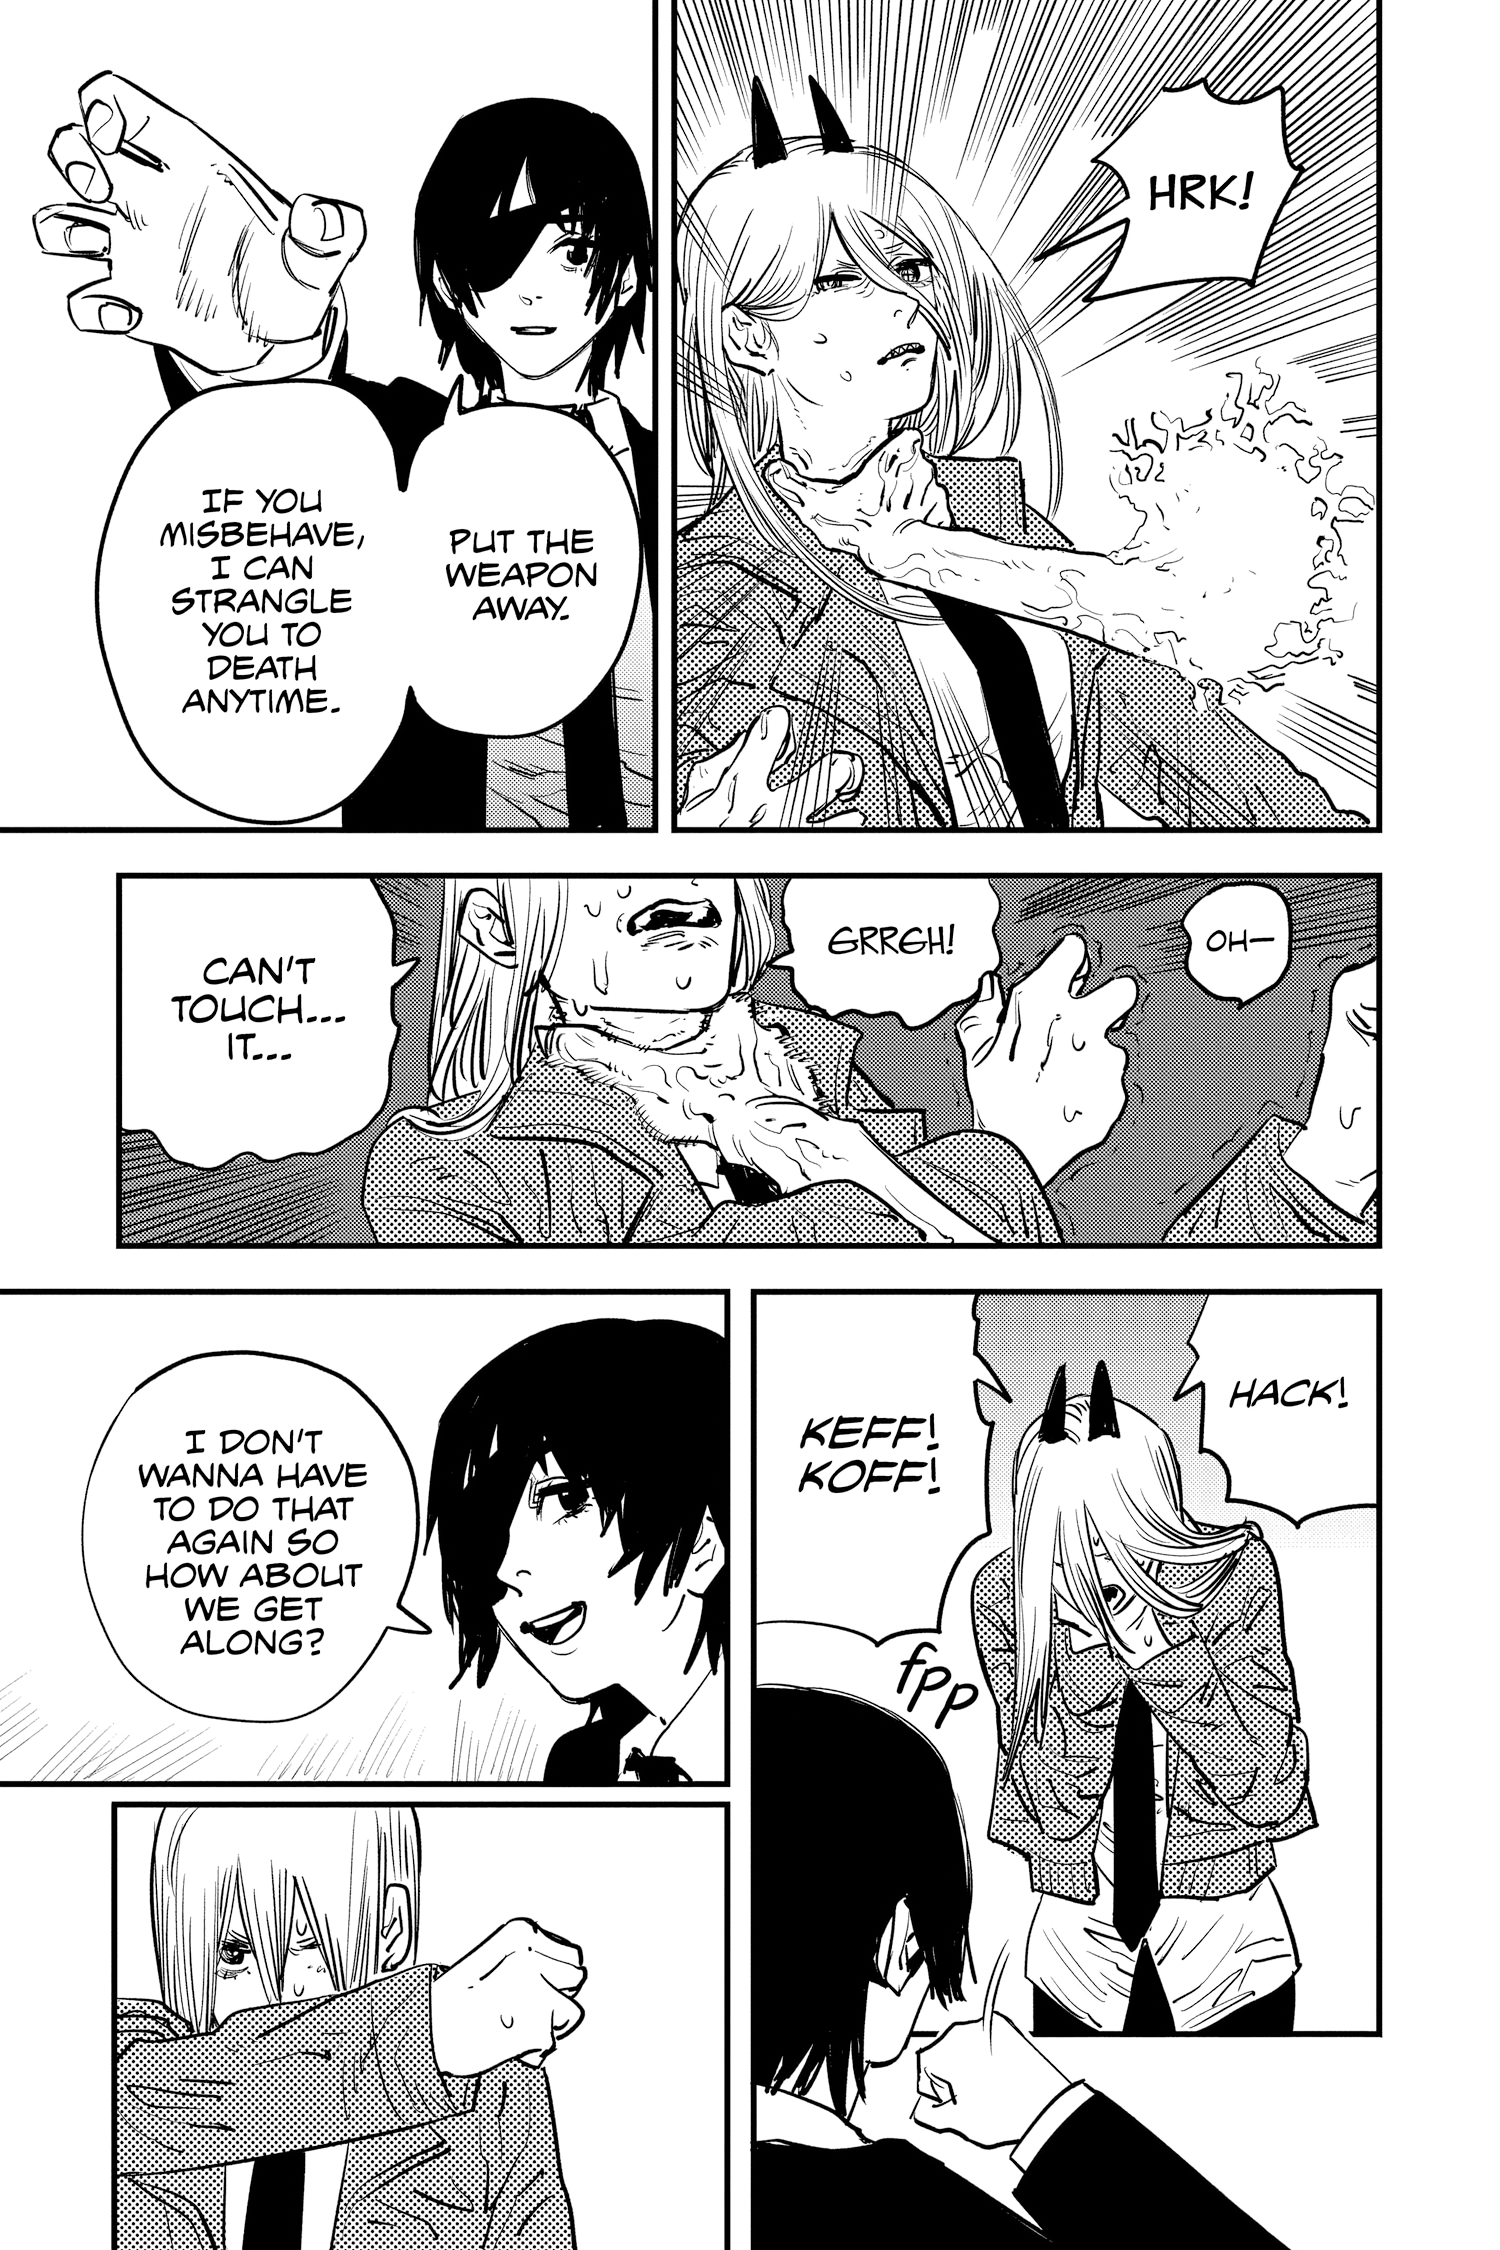 HRK!
PUT THE
WEAPON
AWAY.
IF YOU
MISBEHAVE,
I CAN
STRANGLE
YOU TO
DEATH
ANYTIME.
OH—
GRRGH!
CAN'T
TOUCH...
IT...
HACK!
KEFF!
KOFF!
fpp
I DON'T
WANNA HAVE
TO DO THAT
AGAIN SO
HOW ABOUT
WE GET
ALONG?